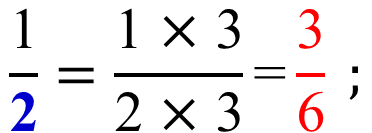 1/2 = (1 × 3)/(2 × 3) = 3/6 ;